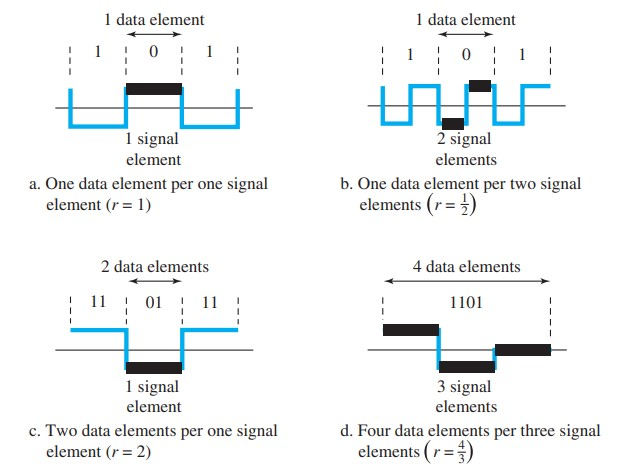 1 data element
1 0 1
1 signal
element
a. One data element per one signal
element (r = 1)
1 data element
1 0 1
2 signal
elements
b. One data element per two signal
elements (r = 1/2)
2 data elements
11 01 11
1 signal
element
c. Two data elements per one signal
element (r = 2)
4 data elements
1101
3 signal
elements
d. Four data elements per three signal
elements (r = 4/3)